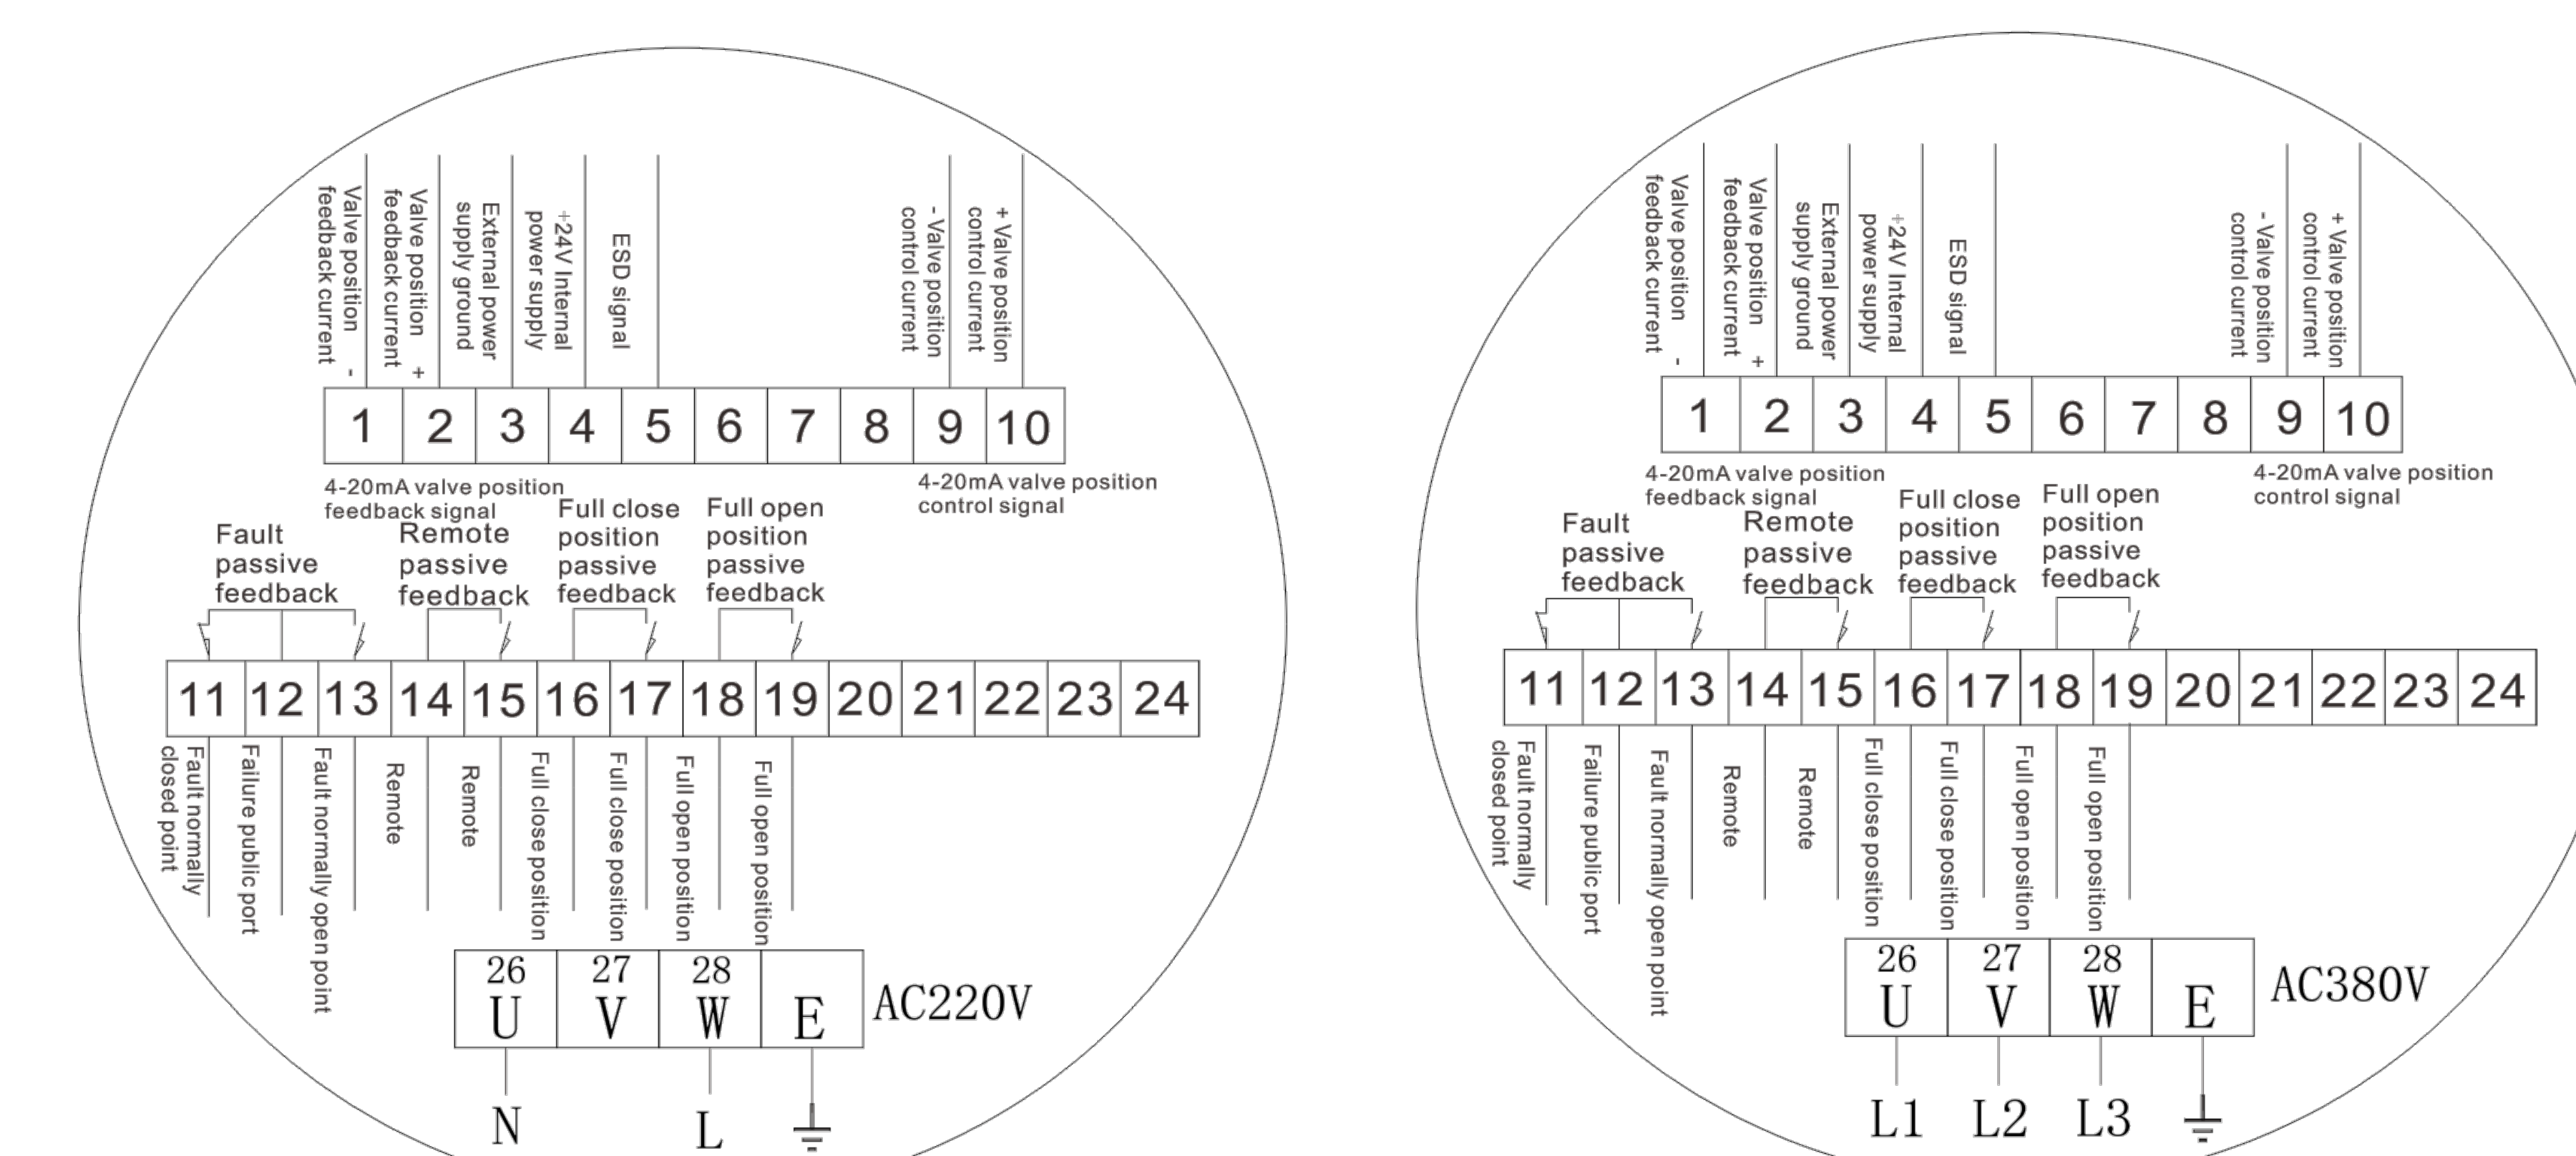 Valve position -
feedback current
Valve position +
feedback current
External power
supply ground
+24V Internal
power supply
ESD signal
- Valve position
control current
+ Valve position
control current
1 2 3 4 5 6 7 8 9 10
4-20mA valve position
feedback signal
4-20mA valve position
control signal
Fault
passive
feedback
Remote
passive
feedback
Full close
position
passive
feedback
Full open
position
passive
feedback
11 12 13 14 15 16 17 18 19 20 21 22 23 24
Fault normally
closed point
Failure public port
Fault normally open point
Remote
Remote
Full close position
Full close position
Full open position
Full open position
26 27 28
U V W E
AC220V
N L
Valve position -
feedback current
Valve position +
feedback current
External power
supply ground
+24V Internal
power supply
ESD signal
- Valve position
control current
+ Valve position
control current
1 2 3 4 5 6 7 8 9 10
4-20mA valve position
feedback signal
4-20mA valve position
control signal
Fault
passive
feedback
Remote
passive
feedback
Full close
position
passive
feedback
Full open
position
passive
feedback
11 12 13 14 15 16 17 18 19 20 21 22 23 24
Fault normally
closed point
Failure public port
Fault normally open point
Remote
Remote
Full close position
Full close position
Full open position
Full open position
26 27 28
U V W E
AC380V
L1 L2 L3